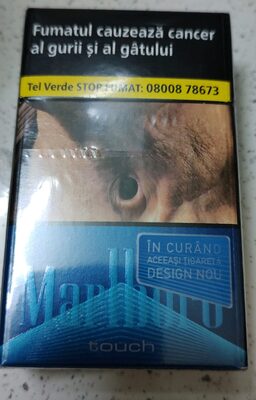 Fumatul cauzează cancer
al gurii și al gâtului
Tel Verde STOP FUMAT: 08008 78673
ÎN CURÂND
ACEEAȘI ȚIGARETĂ
DESIGN NOU
Marlboro
touch